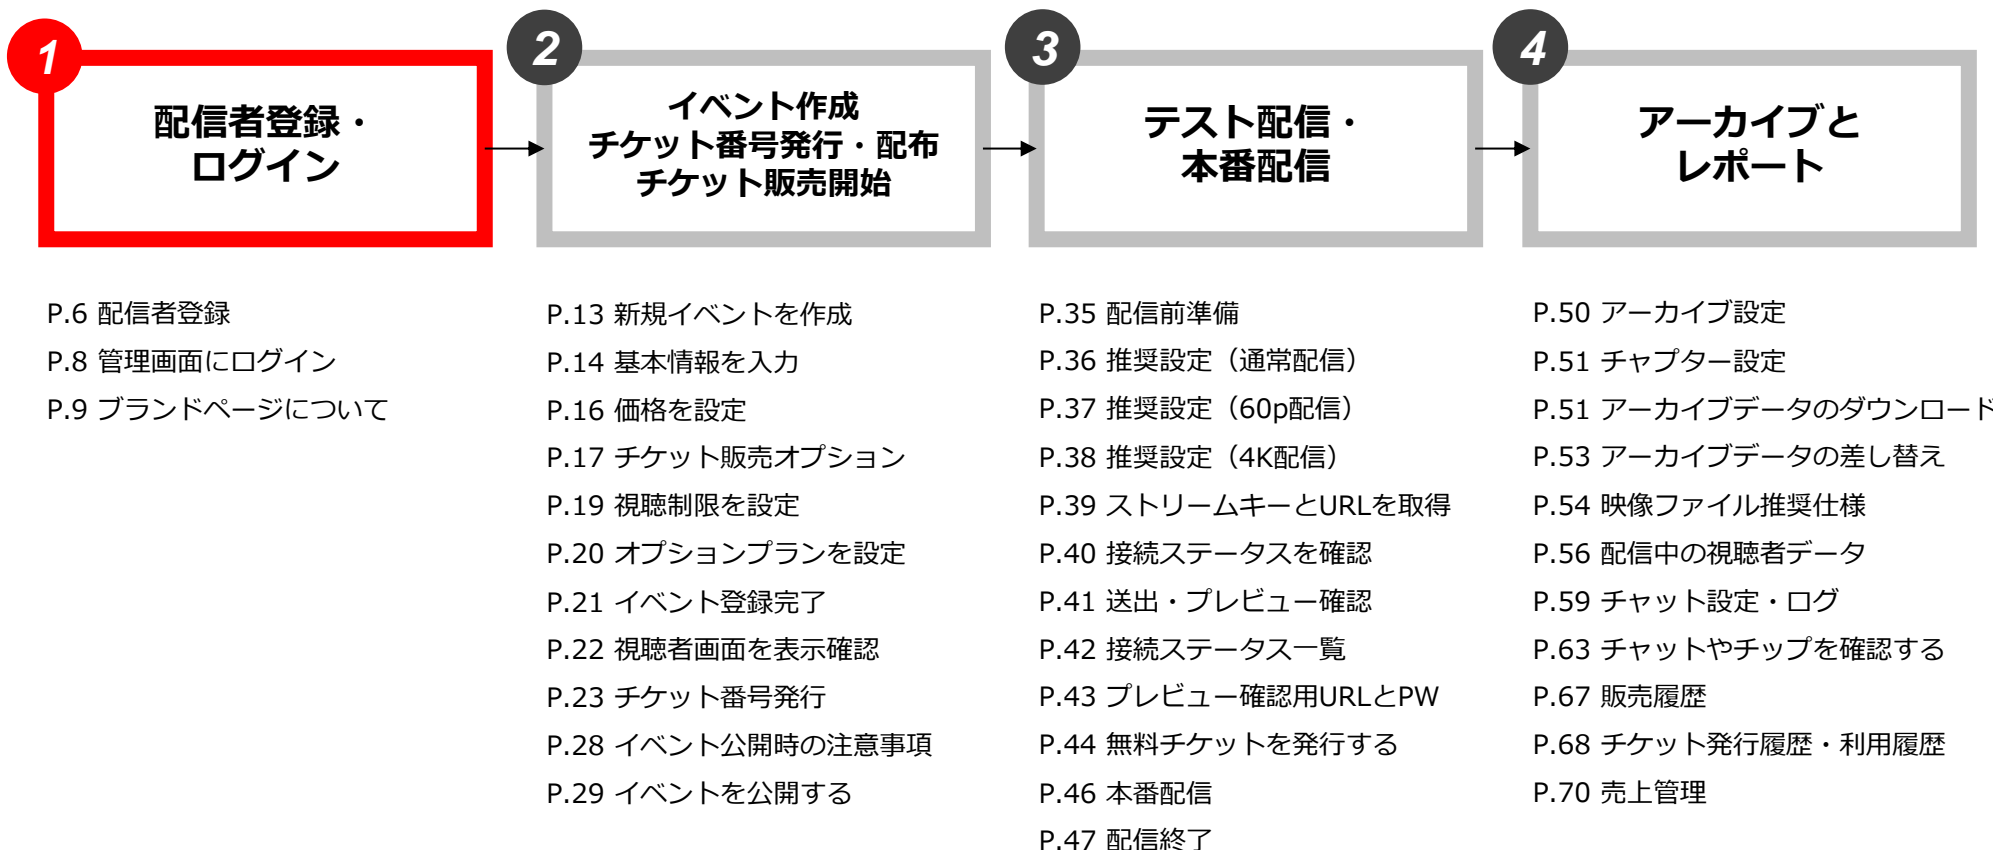 1
配信者登録・
ログイン
P.6 配信者登録
P.8 管理画面にログイン
P.9 ブランドページについて
2
イベント作成
チケット番号発行・配布
チケット販売開始
P.13 新規イベントを作成
P.14 基本情報を入力
P.16 価格を設定
P.17 チケット販売オプション
P.19 視聴制限を設定
P.20 オプションプランを設定
P.21 イベント登録完了
P.22 視聴者画面を表示確認
P.23 チケット番号発行
P.28 イベント公開時の注意事項
P.29 イベントを公開する
3
テスト配信・
本番配信
P.35 配信前準備
P.36 推奨設定（通常配信）
P.37 推奨設定（60p配信）
P.38 推奨設定（4K配信）
P.39 ストリームキーとURLを取得
P.40 接続ステータスを確認
P.41 送出・プレビュー確認
P.42 接続ステータス一覧
P.43 プレビュー確認用URLとPW
P.44 無料チケットを発行する
P.46 本番配信
P.47 配信終了
4
アーカイブと
レポート
P.50 アーカイブ設定
P.51 チャプター設定
P.51 アーカイブデータのダウンロード
P.53 アーカイブデータの差し替え
P.54 映像ファイル推奨仕様
P.56 配信中の視聴者データ
P.59 チャット設定・ログ
P.63 チャットやチップを確認する
P.67 販売履歴
P.68 チケット発行履歴・利用履歴
P.70 売上管理